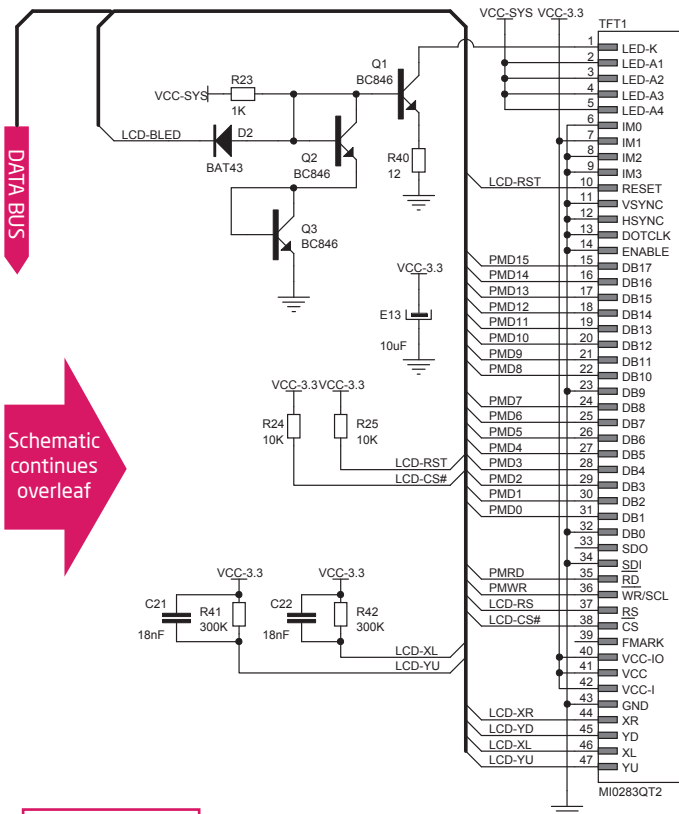 VCC-SYS VCC-3.3
TFT1
Q1
BC846
R23
VCC-SYS
1K
LCD-BLED
D2
BAT43
Q2
BC846
R40
12
Q3
BC846
DATA BUS
VCC-3.3
E13
10uF
VCC-3.3 VCC-3.3
R24
10K
R25
10K
LCD-RST
LCD-CS#
Schematic
continues
overleaf
VCC-3.3
VCC-3.3
C21
18nF
R41
300K
C22
18nF
R42
300K
LCD-XL
LCD-YU
1 LED-K
2 LED-A1
3 LED-A2
4 LED-A3
5 LED-A4
6 IM0
7 IM1
8 IM2
9 IM3
LCD-RST 10 RESET
11 VSYNC
12 HSYNC
13 DOTCLK
14 ENABLE
PMD15 15 DB17
PMD14 16 DB16
PMD13 17 DB15
PMD12 18 DB14
PMD11 19 DB13
PMD10 20 DB12
PMD9 21 DB11
PMD8 22 DB10
23 DB9
PMD7 24 DB8
PMD6 25 DB7
PMD5 26 DB6
PMD4 27 DB5
PMD3 28 DB4
PMD2 29 DB3
PMD1 30 DB2
PMD0 31 DB1
32 DB0
33 SDO
34 SDI
PMRD 35 RD
PMWR 36 WR/SCL
LCD-RS 37 RS
LCD-CS# 38 CS
39 FMARK
40 VCC-IO
41 VCC
42 VCC-I
43 GND
LCD-XR 44 XR
LCD-YD 45 YD
LCD-XL 46 XL
LCD-YU 47 YU
MI0283QT2